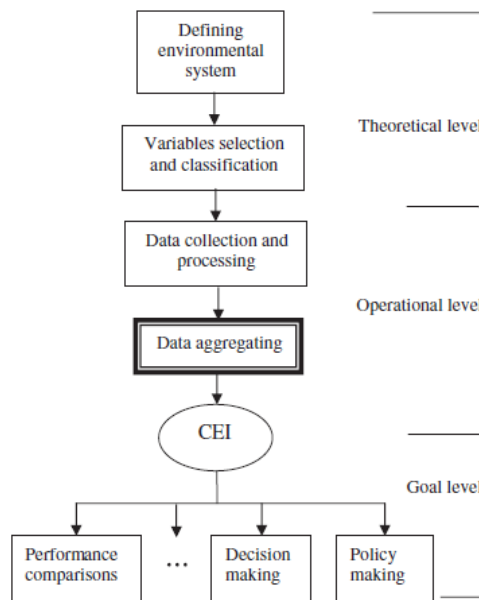 Defining
environmental
system
Theoretical level
Variables selection
and classification
Data collection and
processing
Operational level
Data aggregating
CEI
Goal level
Performance
comparisons
...
Decision
making
Policy
making